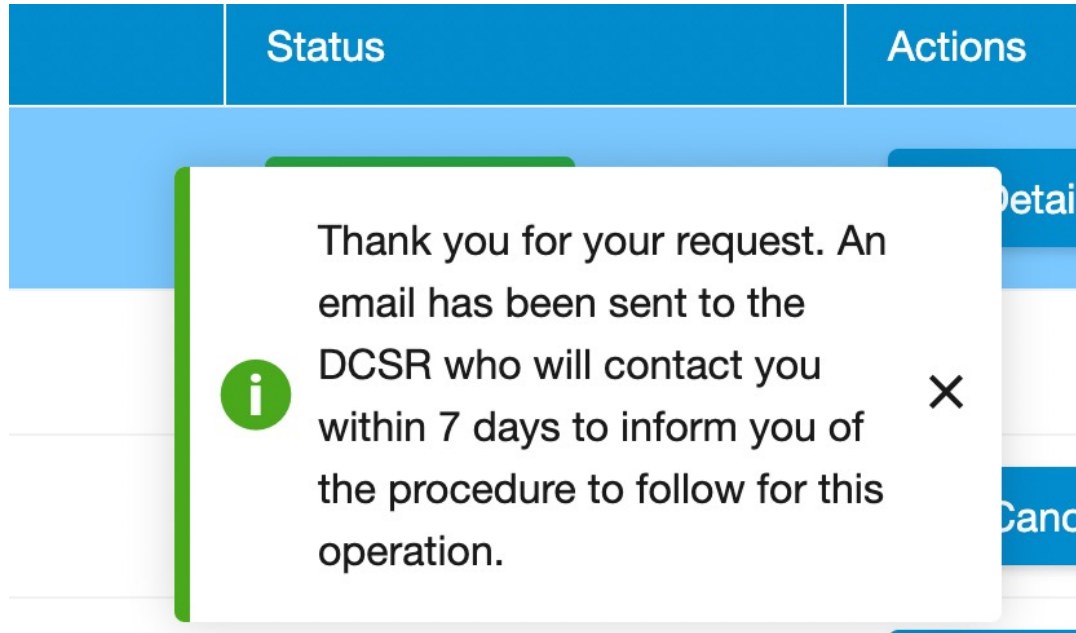 Status
Actions
Thank you for your request. An
email has been sent to the
DCSR who will contact you
within 7 days to inform you of
the procedure to follow for this
operation.